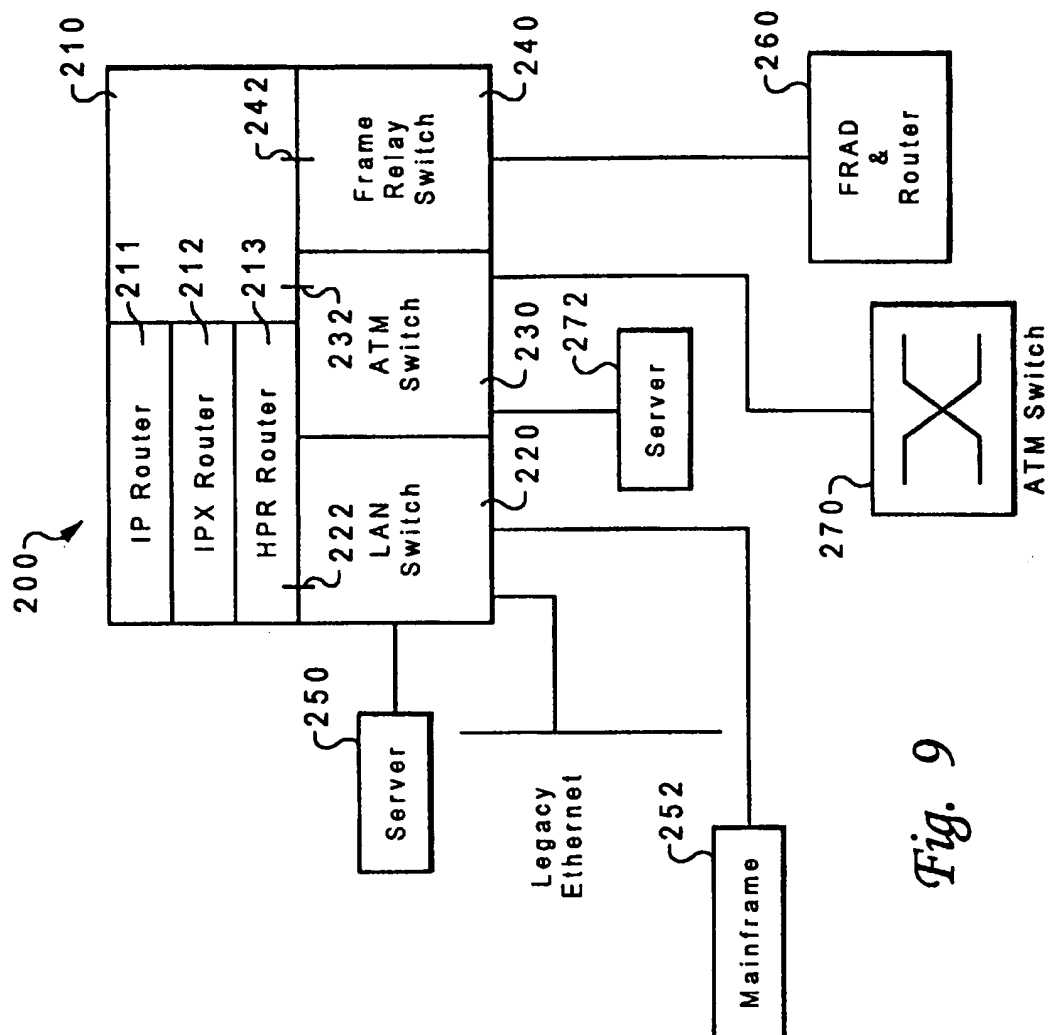 200
210
IP Router
211
IPX Router
212
HPR Router
213
222
232
242
LAN
Switch
220
ATM
Switch
230
Frame
Relay
Switch
240
250
Server
Legacy
Ethernet
252
Mainframe
272
Server
270
ATM Switch
260
FRAD
&
Router
Fig. 9